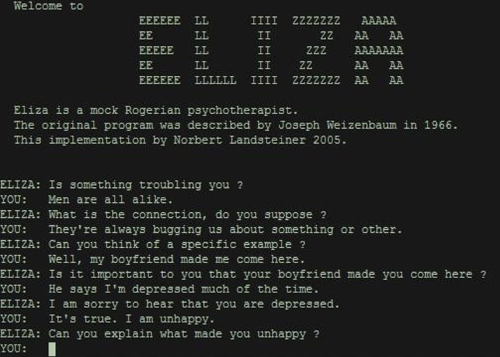 Welcome to
EEEEEE LL IIII ZZZZZZZ AAAAA
EE LL II ZZ AA AA
EEEEE LL II ZZZ AAAAAAA
EE LL II ZZ AA AA
EEEEEE LLLLLL IIII ZZZZZZZ AA AA
Eliza is a mock Rogerian psychotherapist.
The original program was described by Joseph Weizenbaum in 1966.
This implementation by Norbert Landsteiner 2005.
ELIZA: Is something troubling you ?
YOU: Men are all alike.
ELIZA: What is the connection, do you suppose ?
YOU: They're always bugging us about something or other.
ELIZA: Can you think of a specific example ?
YOU: Well, my boyfriend made me come here.
ELIZA: Is it important to you that your boyfriend made you come here ?
YOU: He says I'm depressed much of the time.
ELIZA: I am sorry to hear that you are depressed.
YOU: It's true. I am unhappy.
ELIZA: Can you explain what made you unhappy ?
YOU: